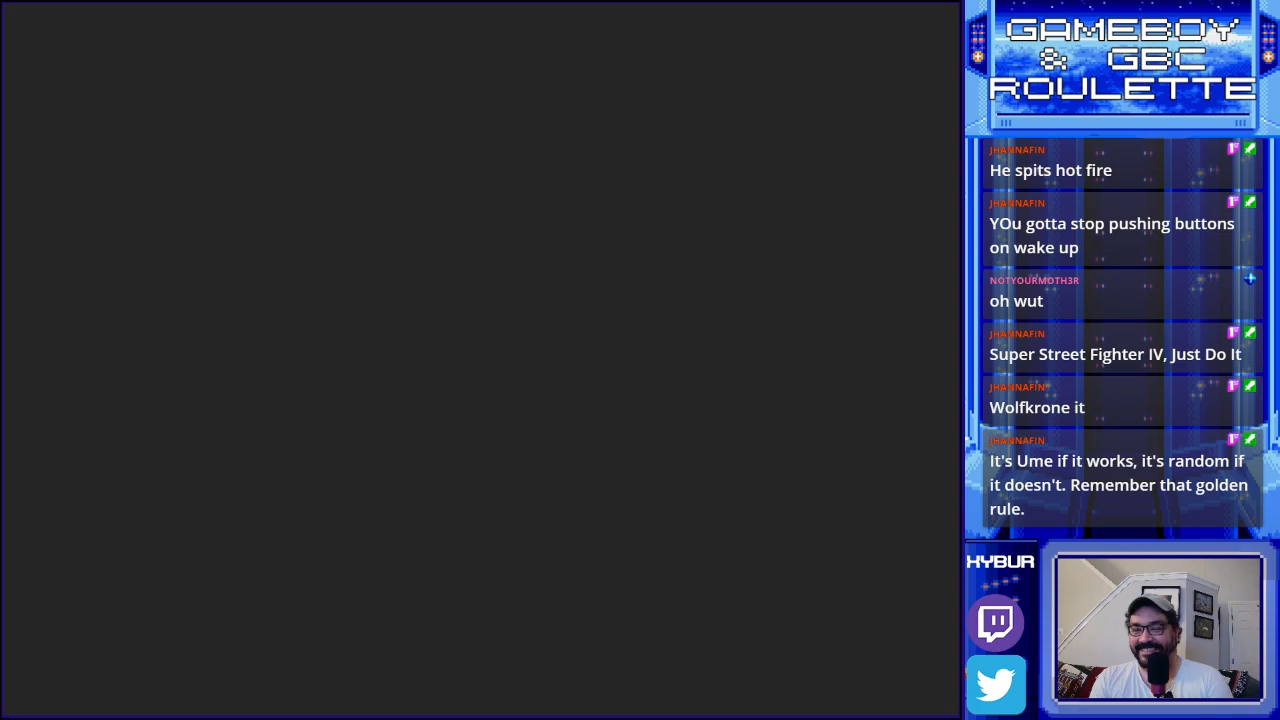 GAMEBOY
& GBC
ROULETTE
JHANNAFIN
He spits hot fire
JHANNAFIN
YOu gotta stop pushing buttons
on wake up
NOTYOURMOTH3R
oh wut
JHANNAFIN
Super Street Fighter IV, Just Do It
JHANNAFIN
Wolfkrone it
JHANNAFIN
It's Ume if it works, it's random if
it doesn't. Remember that golden
rule.
HYBUR